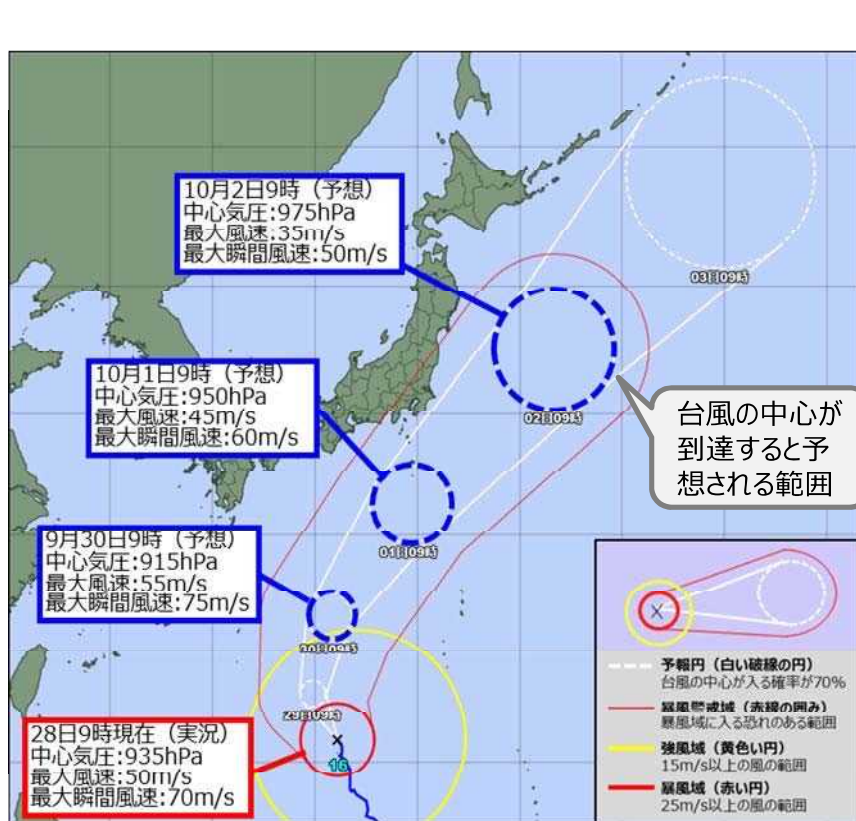 10月2日9時（予想）
中心気圧:975hPa
最大風速:35m/s
最大瞬間風速:50m/s
03日09時
10月1日9時（予想）
中心気圧:950hPa
最大風速:45m/s
最大瞬間風速:60m/s
02日09時
台風の中心が
到達すると予
想される範囲
9月30日9時（予想）
中心気圧:915hPa
最大風速:55m/s
最大瞬間風速:75m/s
01日09時
30日09時
29日09時
28日9時現在（実況）
中心気圧:935hPa
最大風速:50m/s
最大瞬間風速:70m/s
16
予報円（白い破線の円）
台風の中心が入る確率が70%
暴風警戒域（赤線の囲み）
暴風域に入る恐れのある範囲
強風域（黄色い円）
15m/s以上の風の範囲
暴風域（赤い円）
25m/s以上の風の範囲